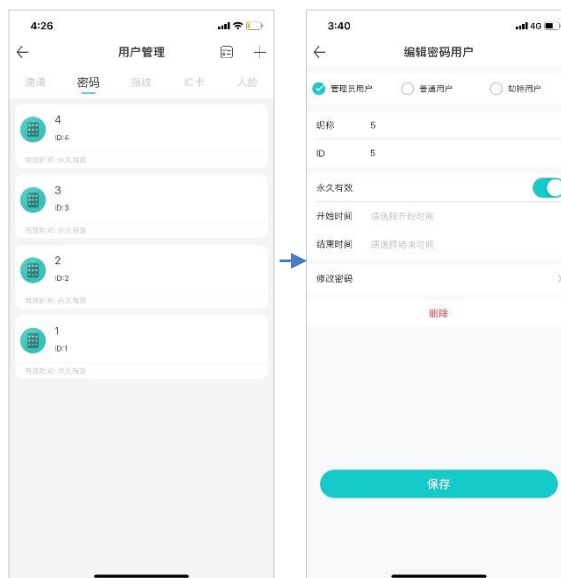 4:26
用户管理
邀请 密码 指纹 IC卡 人脸
4
ID:4
有效时间: 永久有效
3
ID:3
有效时间: 永久有效
2
ID:2
有效时间: 永久有效
1
ID:1
有效时间: 永久有效
3:40
4G
编辑密码用户
管理员用户 普通用户 劫持用户
昵称 5
ID 5
永久有效
开始时间 请选择开始时间
结束时间 请选择结束时间
修改密码
删除
保存